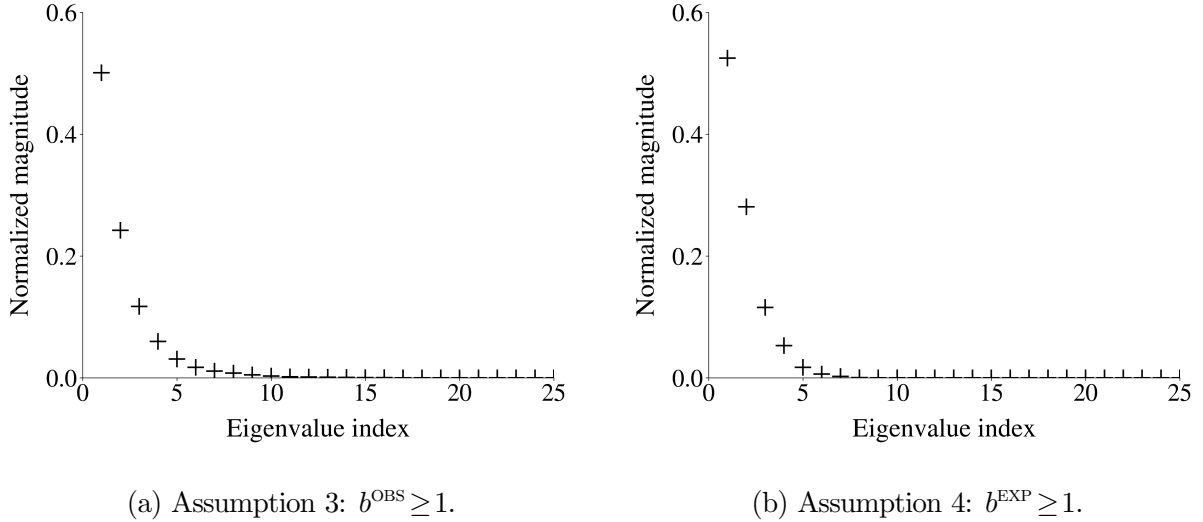 0.6
0.4
0.2
0.0
Normalized magnitude
0 5 10 15 20 25
Eigenvalue index
(a) Assumption 3: b^OBS ≥ 1.
0.6
0.4
0.2
0.0
Normalized magnitude
0 5 10 15 20 25
Eigenvalue index
(b) Assumption 4: b^EXP ≥ 1.